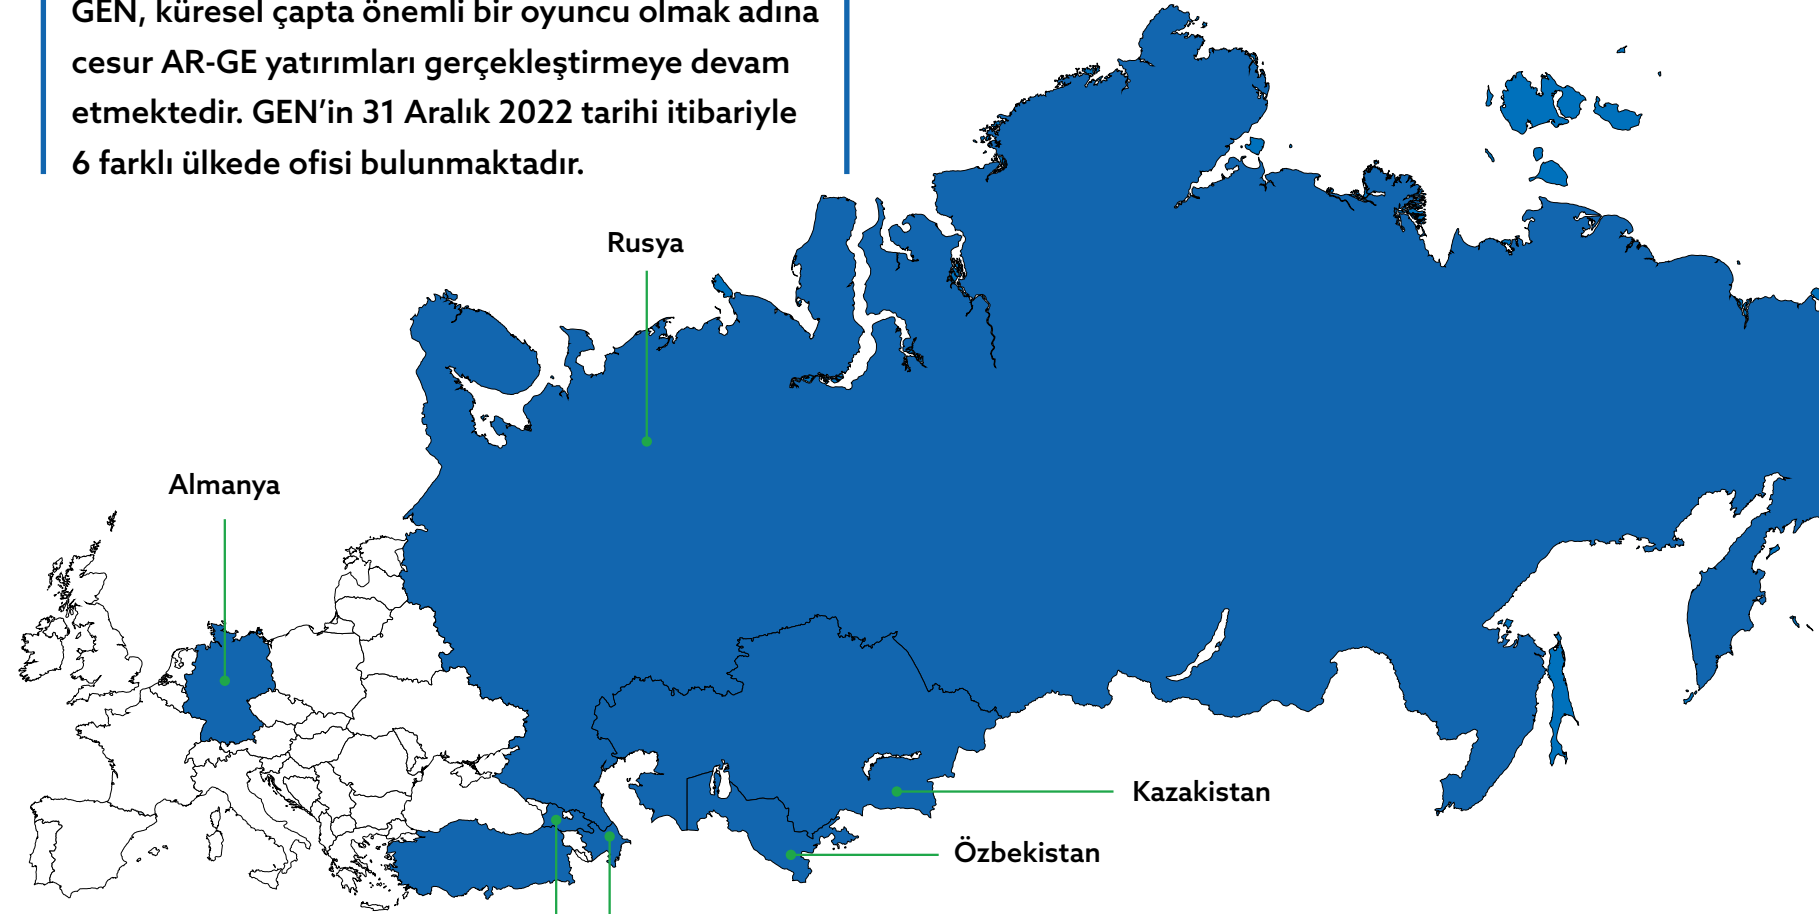 GEN, küresel çapta önemli bir oyuncu olmak adına
cesur AR-GE yatırımları gerçekleştirmeye devam
etmektedir. GEN’in 31 Aralık 2022 tarihi itibariyle
6 farklı ülkede ofisi bulunmaktadır.
Rusya
Almanya
Kazakistan
Özbekistan